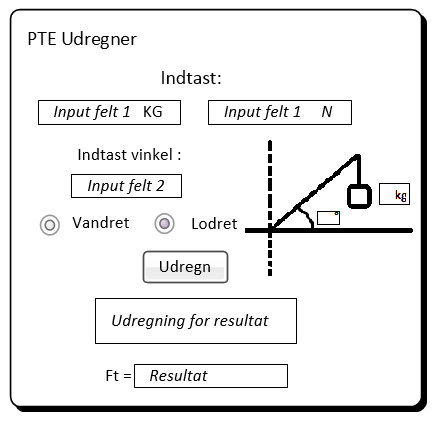 PTE Udregner
Indtast:
Input felt 1 KG
Input felt 1 N
Indtast vinkel :
Input felt 2
kg
°
Vandret
Lodret
Udregn
Udregning for resultat
Ft = Resultat